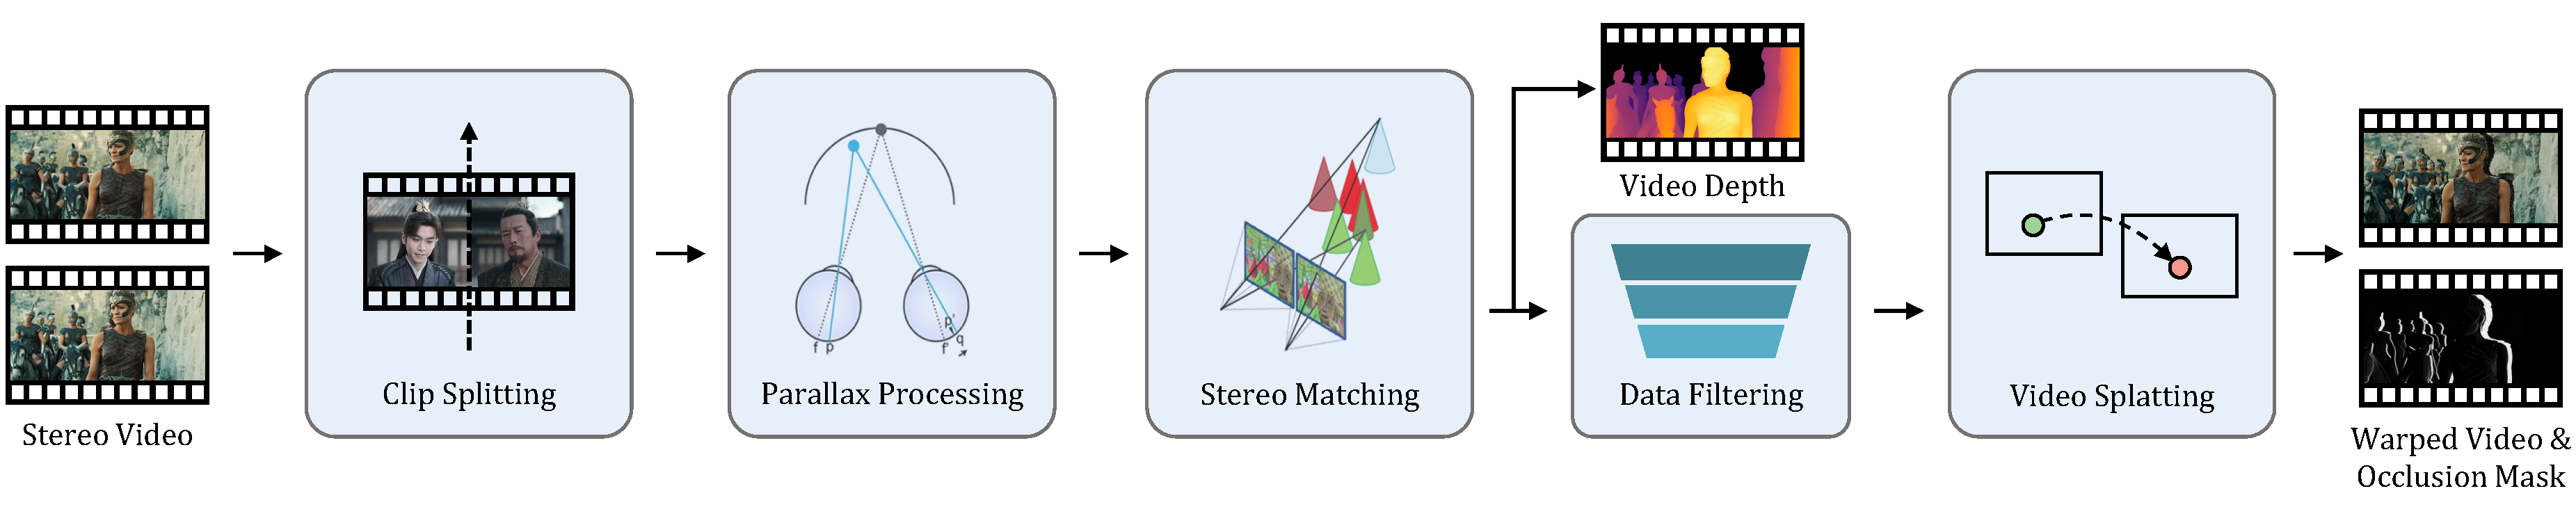 Stereo Video
Clip Splitting
f p
p'
q
f'
Parallax Processing
Stereo Matching
Video Depth
Data Filtering
Video Splatting
Warped Video &
Occlusion Mask